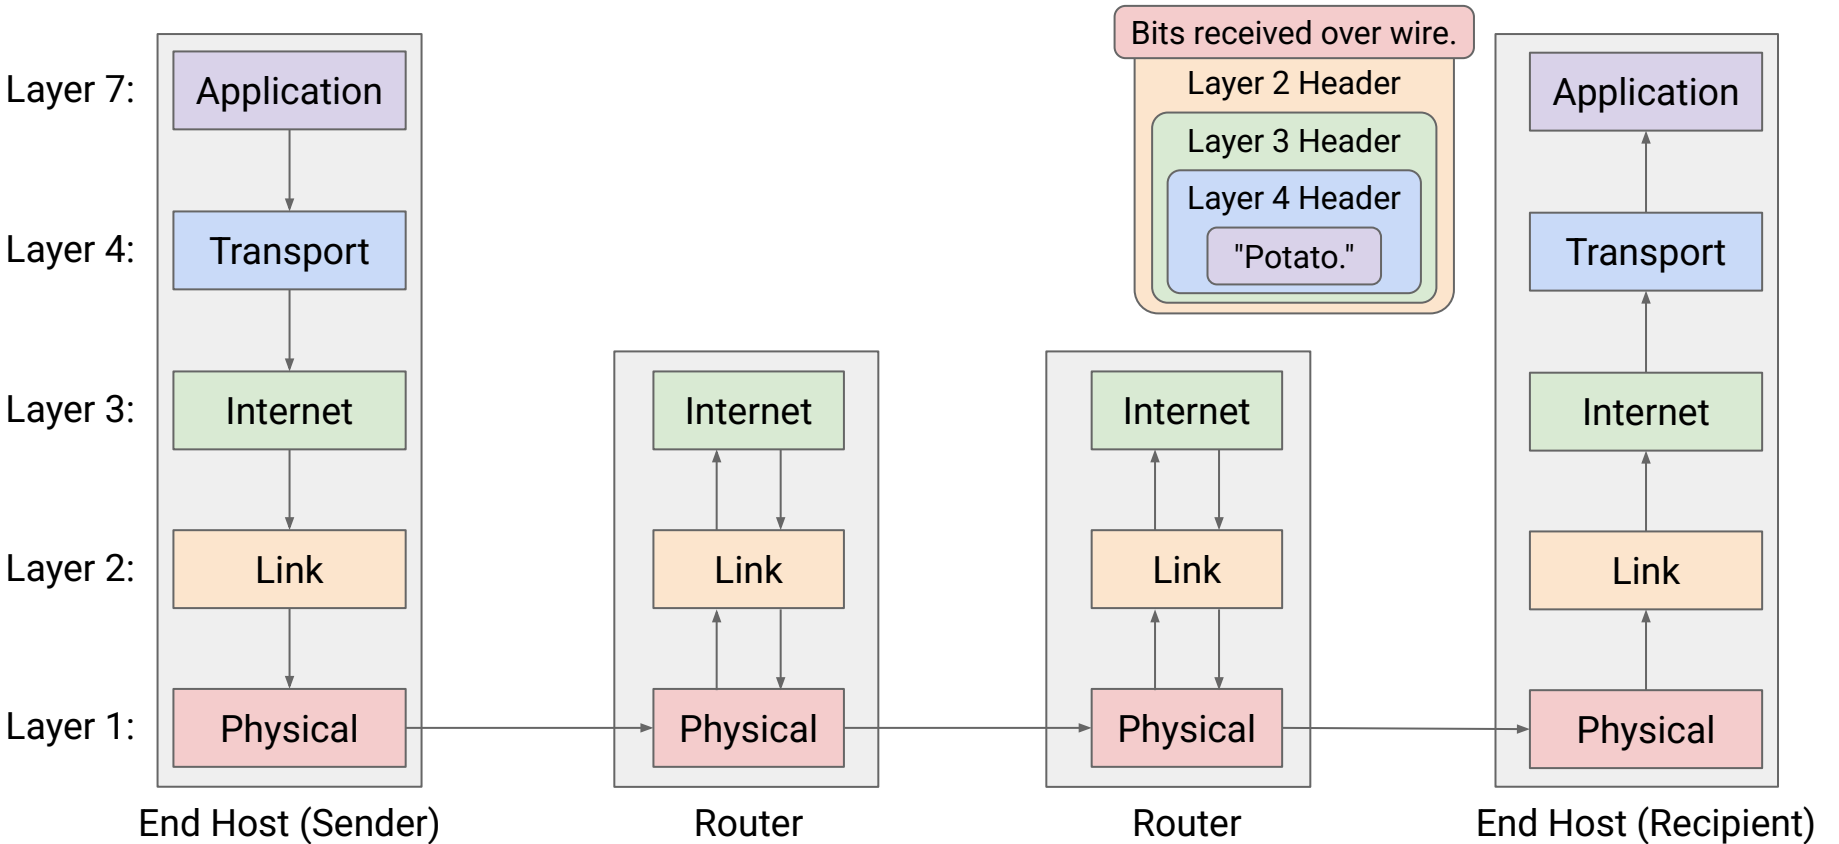 Bits received over wire.
Layer 2 Header
Layer 3 Header
Layer 4 Header
"Potato."
Layer 7:
Application
Application
Layer 4:
Transport
Transport
Layer 3:
Internet
Internet
Internet
Internet
Layer 2:
Link
Link
Link
Link
Layer 1:
Physical
Physical
Physical
Physical
End Host (Sender)
Router
Router
End Host (Recipient)